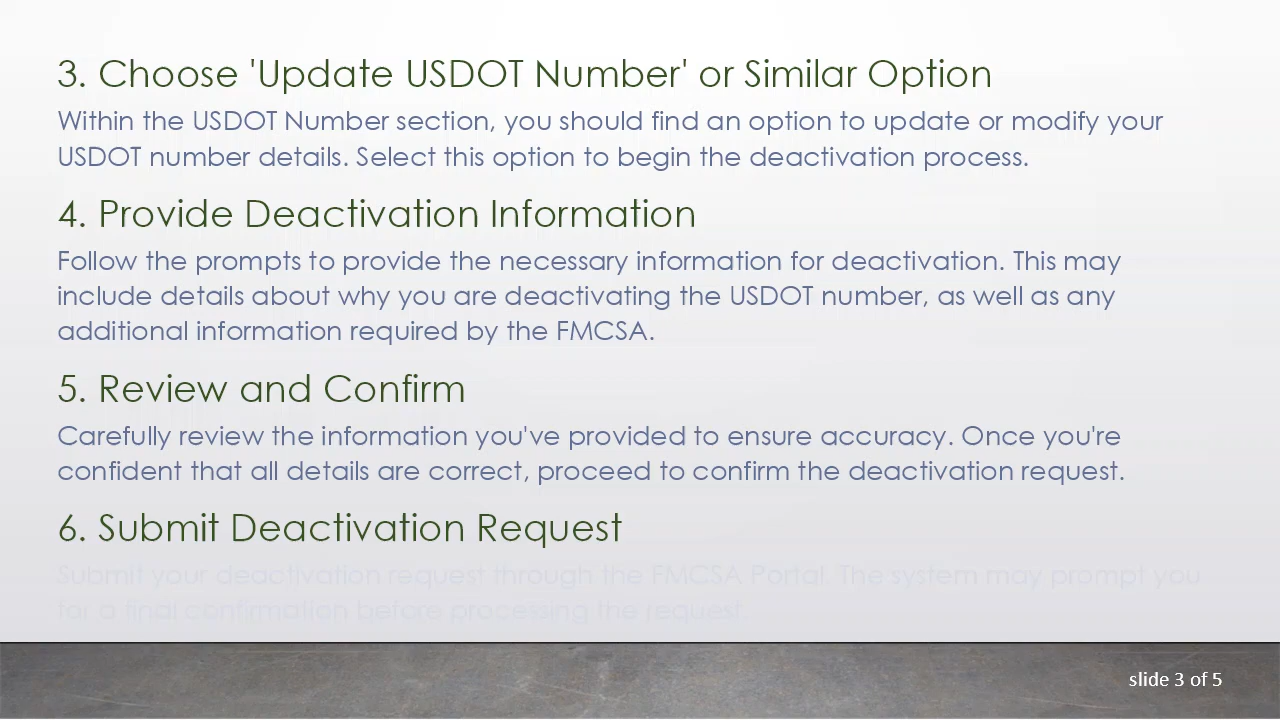 3. Choose 'Update USDOT Number' or Similar Option
Within the USDOT Number section, you should find an option to update or modify your
USDOT number details. Select this option to begin the deactivation process.
4. Provide Deactivation Information
Follow the prompts to provide the necessary information for deactivation. This may
include details about why you are deactivating the USDOT number, as well as any
additional information required by the FMCSA.
5. Review and Confirm
Carefully review the information you've provided to ensure accuracy. Once you're
confident that all details are correct, proceed to confirm the deactivation request.
6. Submit Deactivation Request
Submit your deactivation request through the FMCSA Portal. The system may prompt you
for a final confirmation before processing the request.
slide 3 of 5